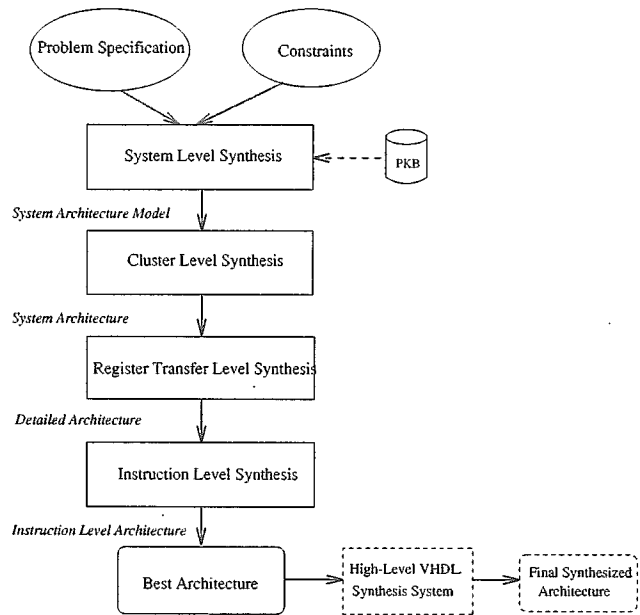 Problem Specification
Constraints
System Level Synthesis
PKB
System Architecture Model
Cluster Level Synthesis
System Architecture
Register Transfer Level Synthesis
Detailed Architecture
Instruction Level Synthesis
Instruction Level Architecture
Best Architecture
High-Level VHDL
Synthesis System
Final Synthesized
Architecture